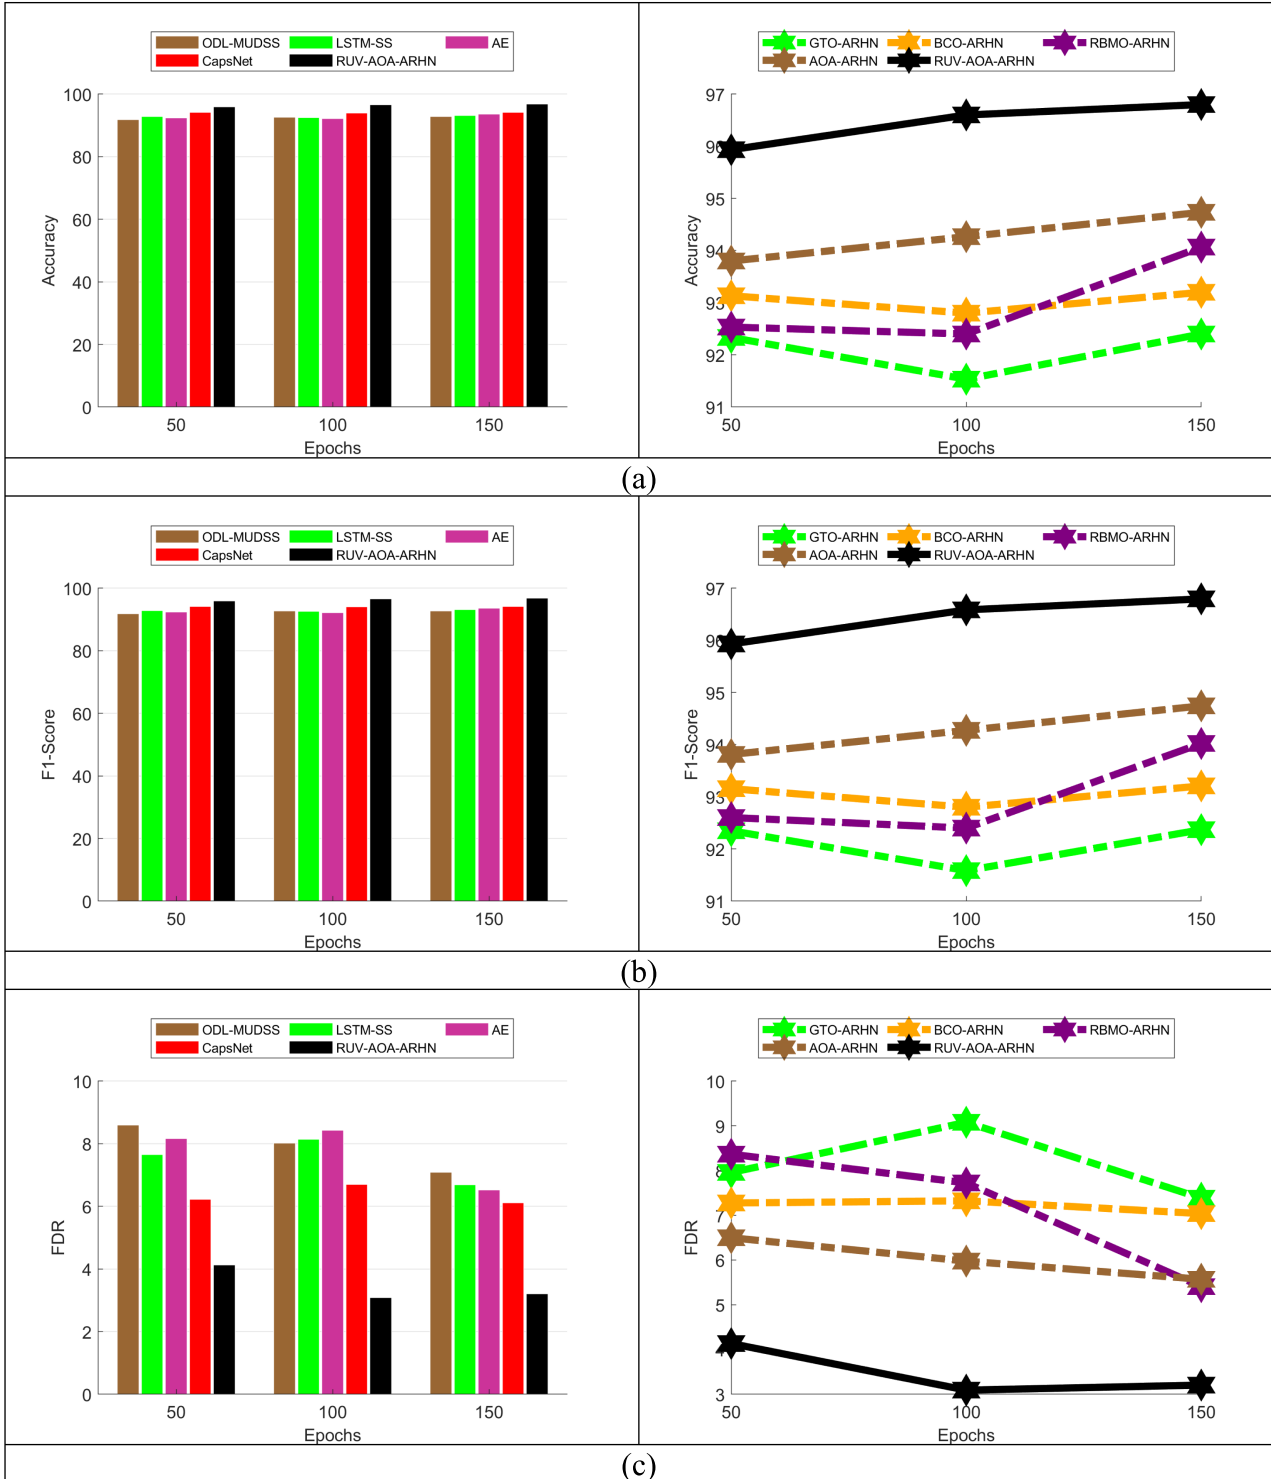 ODL-MUDSS LSTM-SS AE
CapsNet RUV-AOA-ARHN
100
80
60
40
20
0
Accuracy
50 100 150
Epochs
GTO-ARHN BCO-ARHN RBMO-ARHN
AOA-ARHN RUV-AOA-ARHN
97
96
95
94
93
92
91
Accuracy
50 100 150
Epochs
(a)
ODL-MUDSS LSTM-SS AE
CapsNet RUV-AOA-ARHN
100
80
60
40
20
0
F1-Score
50 100 150
Epochs
GTO-ARHN BCO-ARHN RBMO-ARHN
AOA-ARHN RUV-AOA-ARHN
97
96
95
94
93
92
91
F1-Score
50 100 150
Epochs
(b)
ODL-MUDSS LSTM-SS AE
CapsNet RUV-AOA-ARHN
10
8
6
4
2
0
FDR
50 100 150
Epochs
GTO-ARHN BCO-ARHN RBMO-ARHN
AOA-ARHN RUV-AOA-ARHN
10
9
8
7
6
5
3
FDR
50 100 150
Epochs
(c)